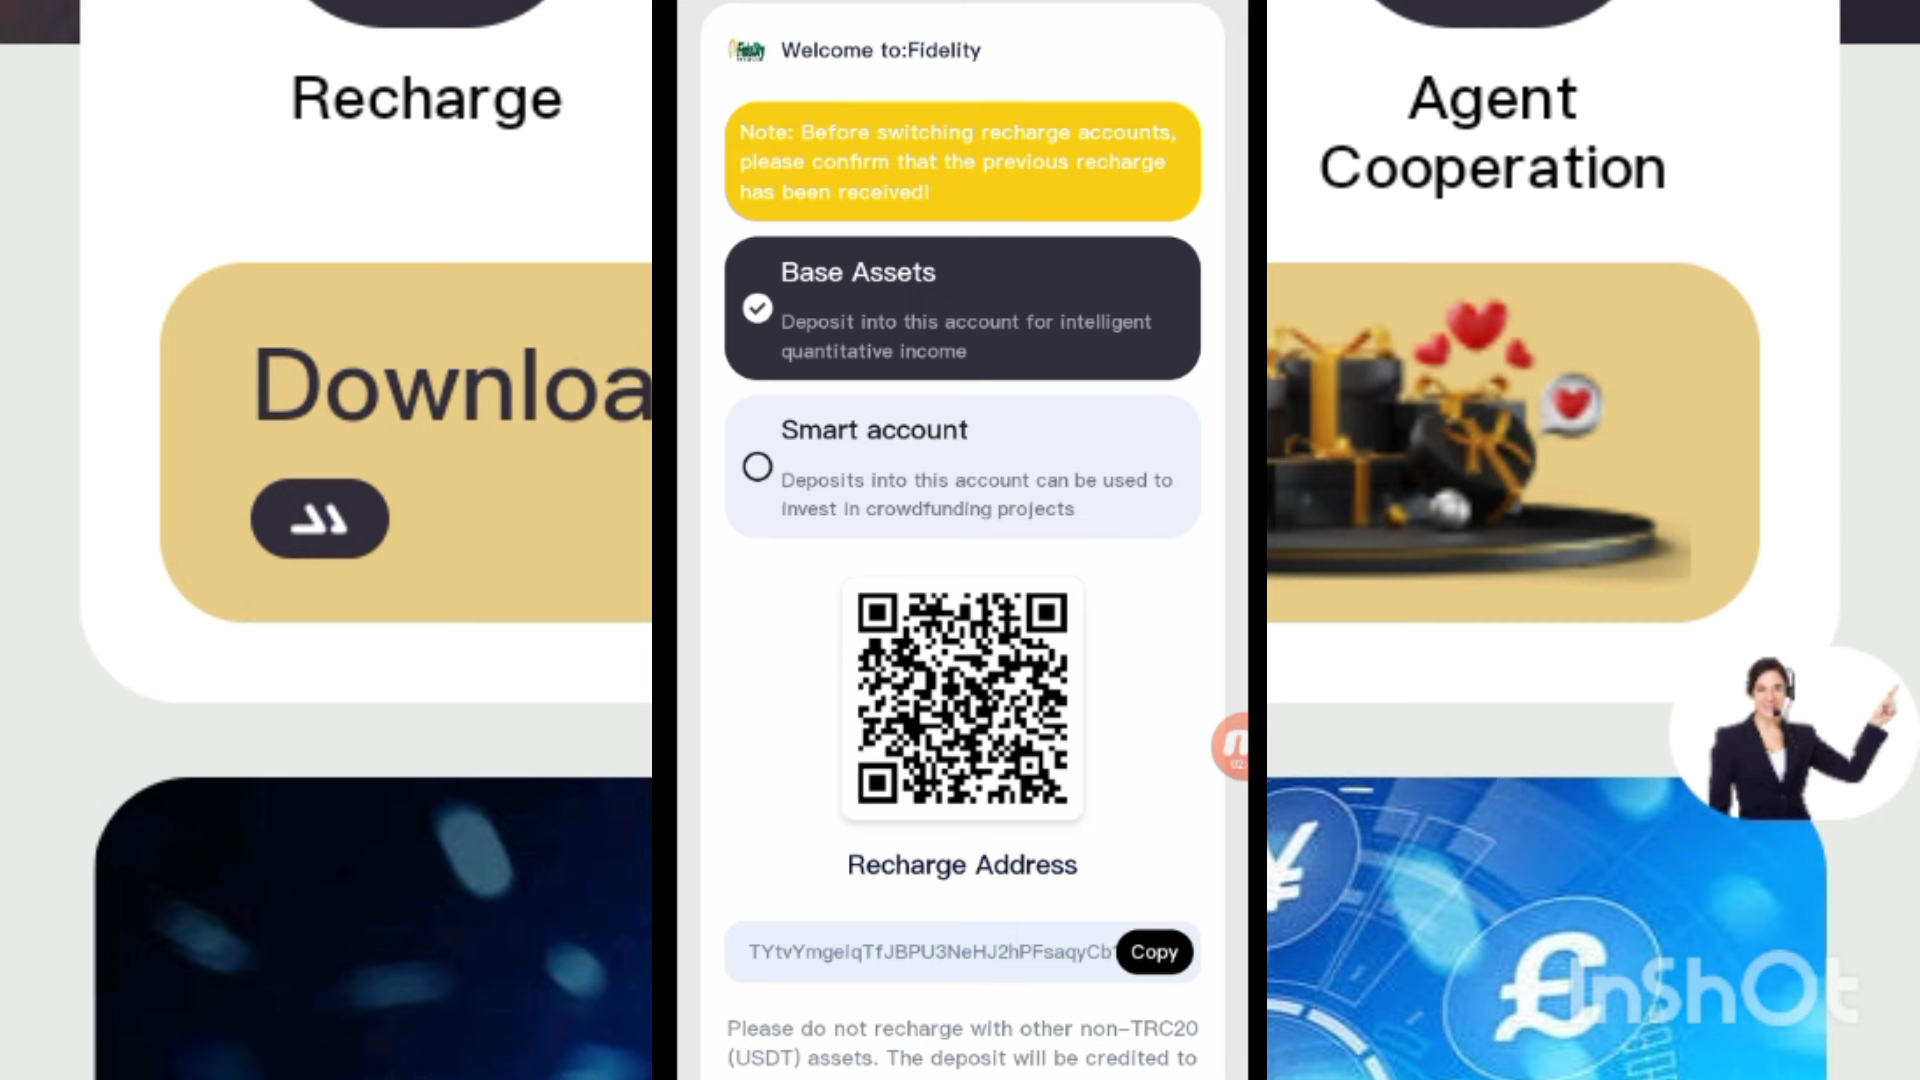 Recharge
Downloa
Fidelity
Welcome to:Fidelity
Note: Before switching recharge accounts,
please confirm that the previous recharge
has been received!
Base Assets
Deposit into this account for intelligent
quantitative income
Smart account
Deposits into this account can be used to
invest in crowdfunding projects
Recharge Address
Copy
Please do not recharge with other non-TRC20
(USDT) assets. The deposit will be credited to
Agent
Cooperation
¥
£
InShOt